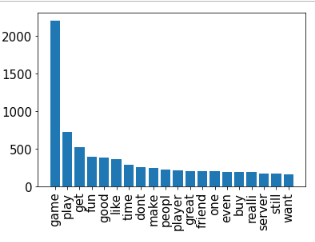 2000
1500
1000
500
0
game
play
get
fun
good
like
time
dont
make
peopl
player
great
friend
one
even
buy
realli
server
still
want